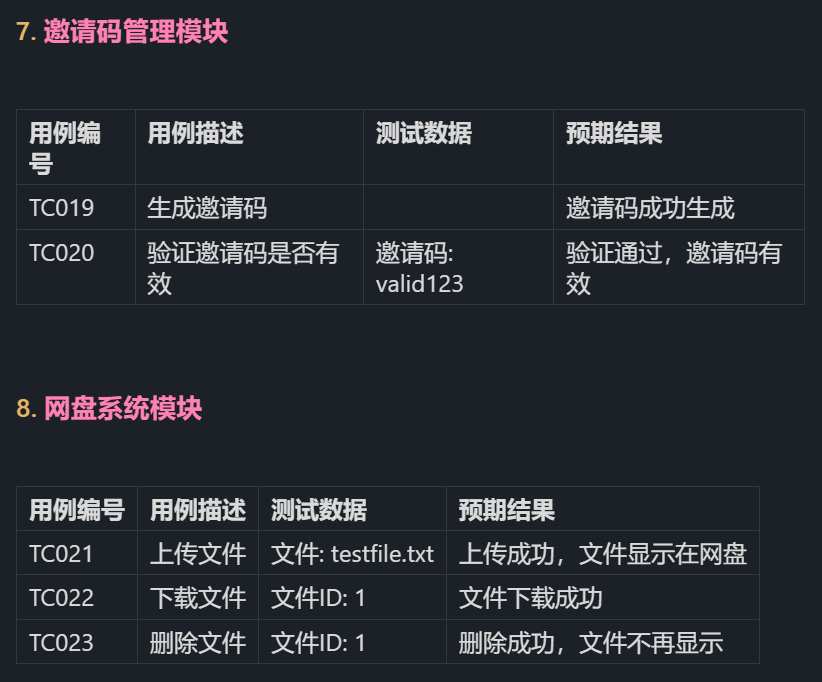 7. 邀请码管理模块
用例编号 用例描述 测试数据 预期结果
TC019 生成邀请码 邀请码成功生成
TC020 验证邀请码是否有效 邀请码: valid123 验证通过，邀请码有效
8. 网盘系统模块
用例编号 用例描述 测试数据 预期结果
TC021 上传文件 文件: testfile.txt 上传成功，文件显示在网盘
TC022 下载文件 文件ID: 1 文件下载成功
TC023 删除文件 文件ID: 1 删除成功，文件不再显示